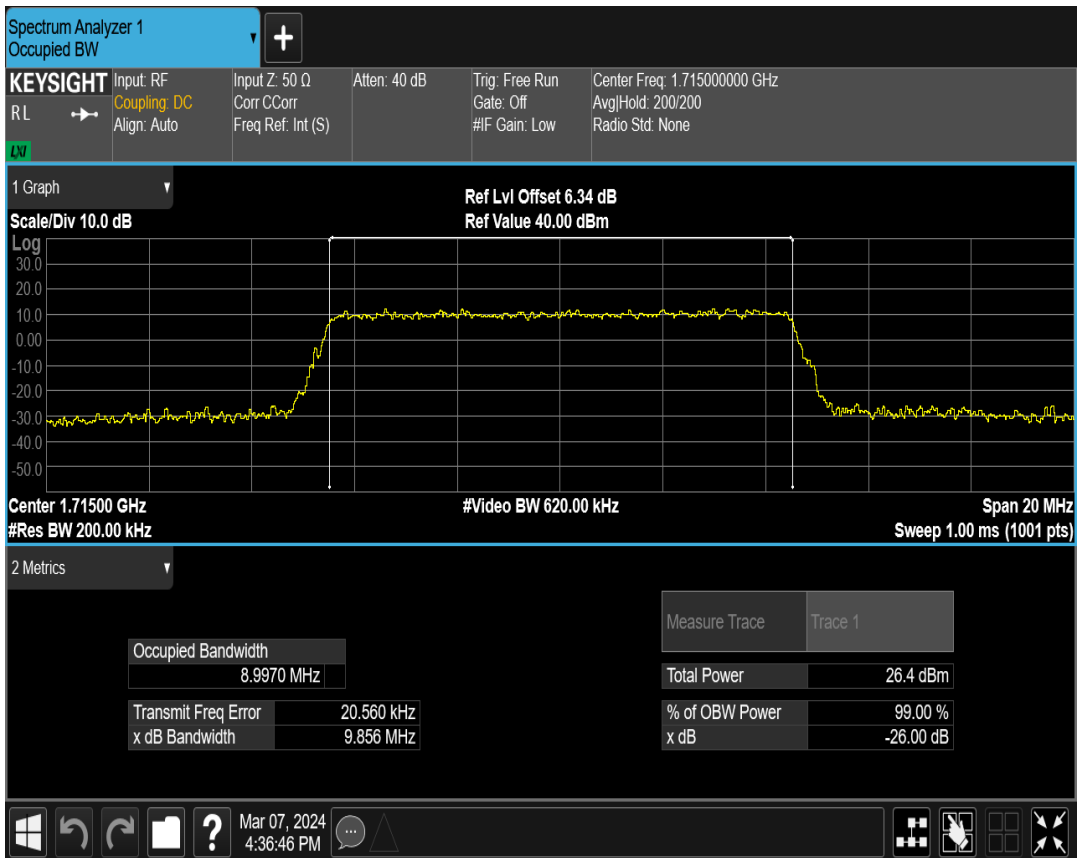 Spectrum Analyzer 1
Occupied BW
KEYSIGHT
RL
LXI
Input: RF
Coupling: DC
Align: Auto
Input Z: 50 Ω
Corr CCorr
Freq Ref: Int (S)
Atten: 40 dB
Trig: Free Run
Gate: Off
#IF Gain: Low
Center Freq: 1.715000000 GHz
Avg|Hold: 200/200
Radio Std: None
1 Graph
Scale/Div 10.0 dB
Ref Lvl Offset 6.34 dB
Ref Value 40.00 dBm
Log
30.0
20.0
10.0
0.00
-10.0
-20.0
-30.0
-40.0
-50.0
Center 1.71500 GHz
#Video BW 620.00 kHz
Span 20 MHz
#Res BW 200.00 kHz
Sweep 1.00 ms (1001 pts)
2 Metrics
Measure Trace Trace 1
Occupied Bandwidth
8.9970 MHz
Total Power 26.4 dBm
Transmit Freq Error 20.560 kHz
% of OBW Power 99.00 %
x dB Bandwidth 9.856 MHz
x dB -26.00 dB
?
Mar 07, 2024
4:36:46 PM